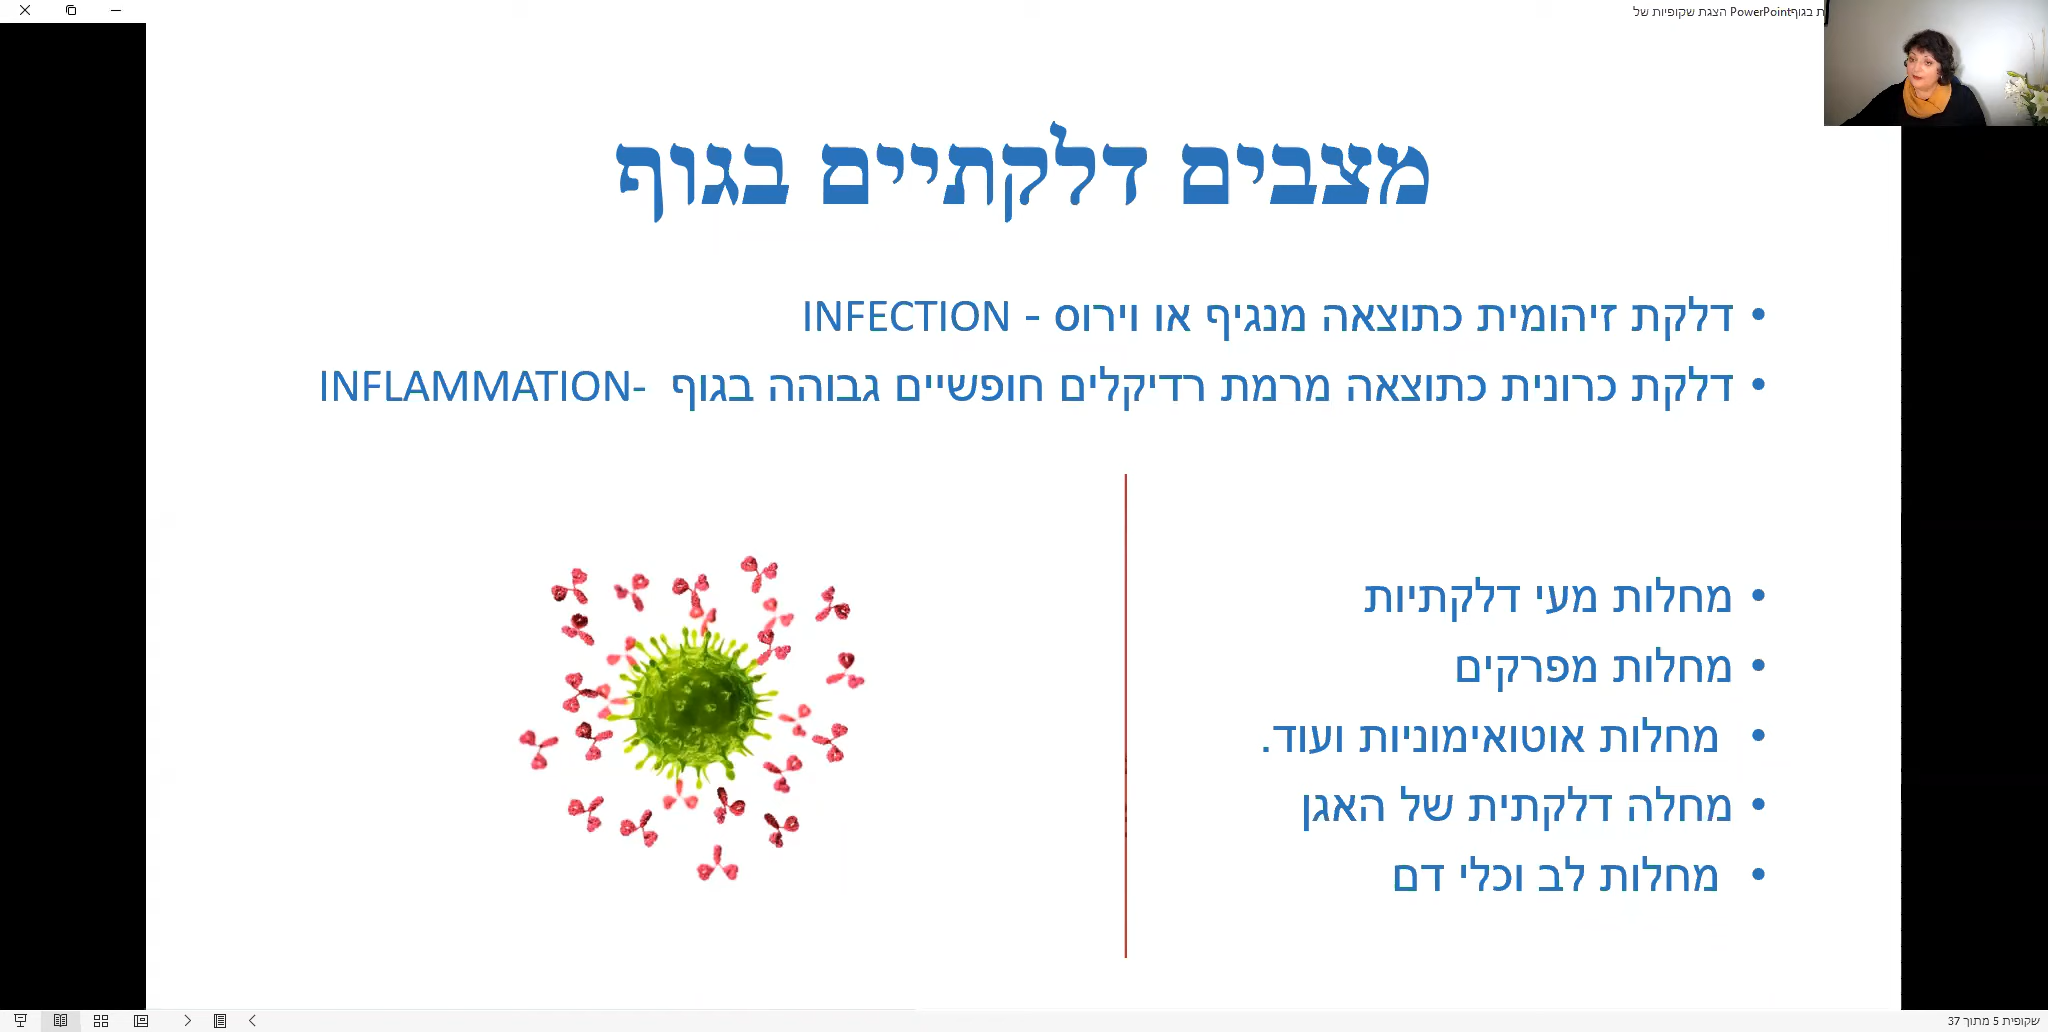 הצגת שקופיות של PowerPoint
ת בגוף
מצבים דלקתיים בגוף
• דלקת זיהומית כתוצאה מנגיף או וירוס - INFECTION
• דלקת כרונית כתוצאה מרמת רדיקלים חופשיים גבוהה בגוף -INFLAMMATION
• מחלות מעי דלקתיות
• מחלות מפרקים
• מחלות אוטואימוניות ועוד.
• מחלה דלקתית של האגן
• מחלות לב וכלי דם
שקופית 5 מתוך 37